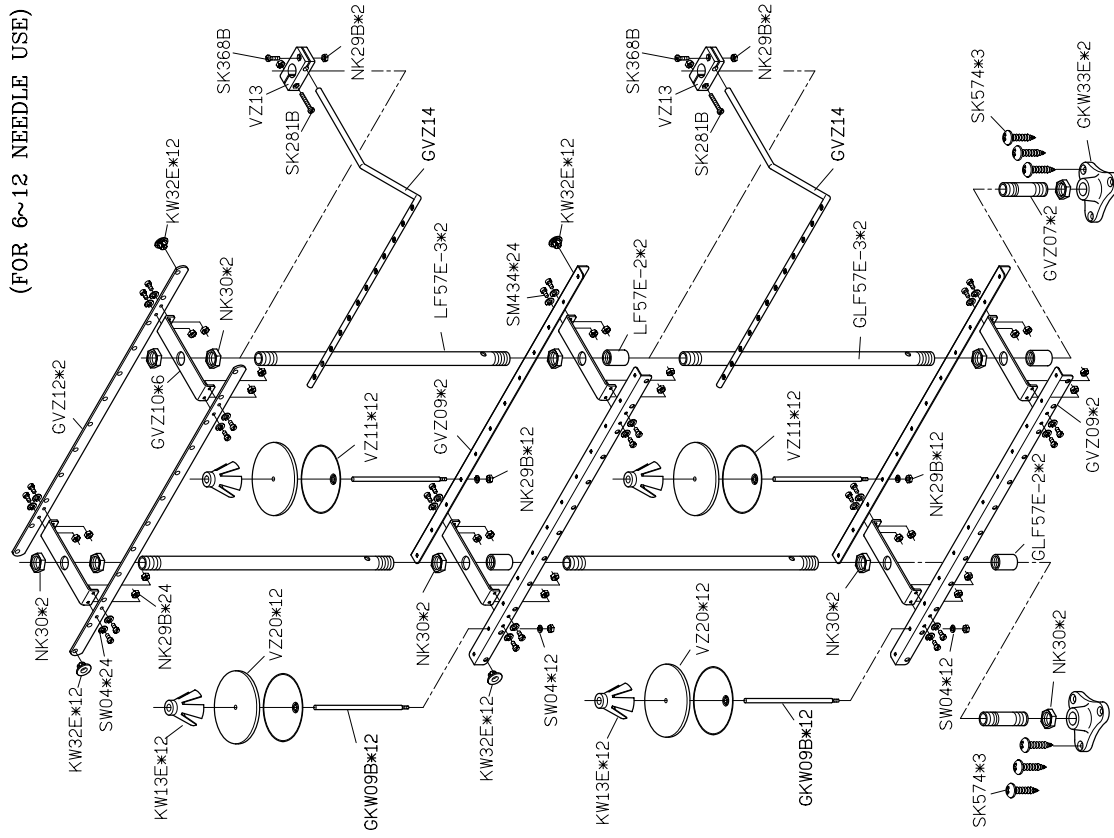 (FOR 6~12 NEEDLE USE)
SK368B
VZ13
NK29B*2
SK281B
GVZ14
KW32E*12
NK30*2
LF57E-3*2
GVZ12*2
GVZ10*6
VZ11*12
GVZ09*2
NK29B*12
NK30*2
NK29B*24
SW04*24
KW32E*12
VZ20*12
KW13E*12
GKW09B*12
NK30*2
SW04*12
KW32E*12
SK368B
VZ13
NK29B*2
SK281B
GVZ14
KW32E*12
SM434*24
LF57E-2*2
GLF57E-3*2
VZ11*12
NK29B*12
GVZ09*2
GLF57E-2*2
NK30*2
VZ20*12
KW13E*12
GKW09B*12
SW04*12
NK30*2
SK574*3
SK574*3
GKW33E*2
GVZ07*2